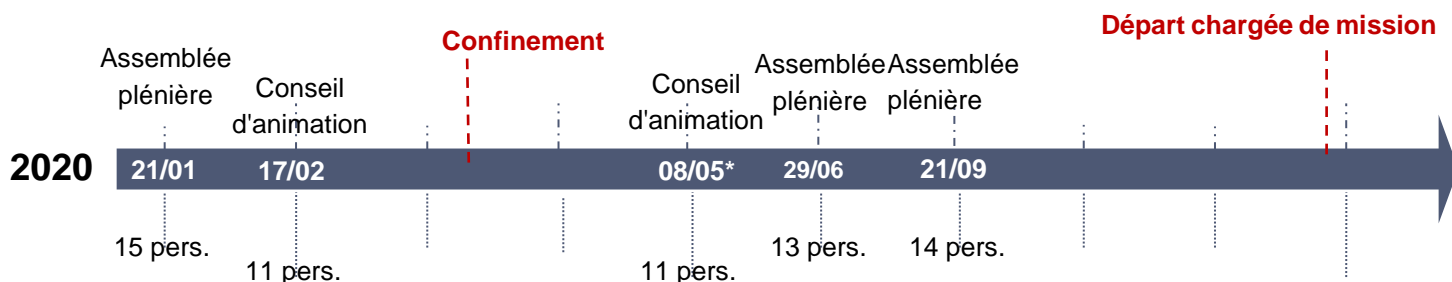 Départ chargée de mission
Confinement
Assemblée
plénière
Conseil
d'animation
Conseil
d'animation
Assemblée
plénière
Assemblée
plénière
2020
21/01
17/02
08/05*
29/06
21/09
15 pers.
11 pers.
11 pers.
13 pers.
14 pers.